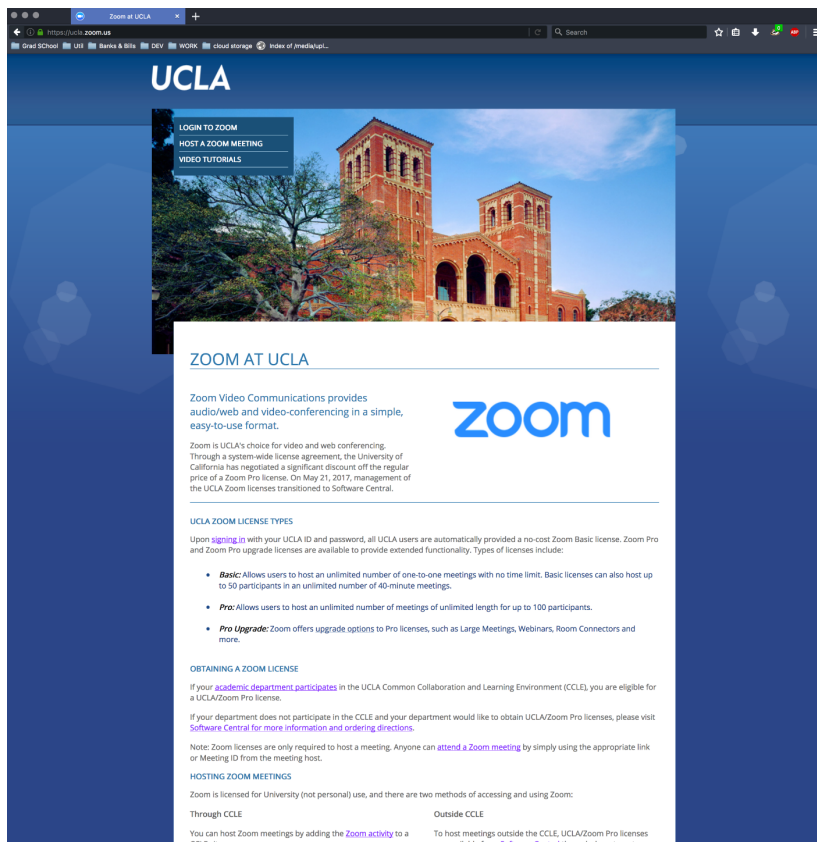 Zoom at UCLA
https://ucla.zoom.us
Search
Grad SChool Util Banks & Bills DEV WORK cloud storage Index of /media/upl...
UCLA
LOGIN TO ZOOM
HOST A ZOOM MEETING
VIDEO TUTORIALS
ZOOM AT UCLA
Zoom Video Communications provides
audio/web and video-conferencing in a simple,
easy-to-use format.
Zoom is UCLA's choice for video and web conferencing.
Through a system-wide license agreement, the University of
California has negotiated a significant discount off the regular
price of a Zoom Pro license. On May 21, 2017, management of
the UCLA Zoom licenses transitioned to Software Central.
zoom
UCLA ZOOM LICENSE TYPES
Upon signing in with your UCLA ID and password, all UCLA users are automatically provided a no-cost Zoom Basic license. Zoom Pro
and Zoom Pro upgrade licenses are available to provide extended functionality. Types of licenses include:
• Basic: Allows users to host an unlimited number of one-to-one meetings with no time limit. Basic licenses can also host up
to 50 participants in an unlimited number of 40-minute meetings.
• Pro: Allows users to host an unlimited number of meetings of unlimited length for up to 100 participants.
• Pro Upgrade: Zoom offers upgrade options to Pro licenses, such as Large Meetings, Webinars, Room Connectors and
more.
OBTAINING A ZOOM LICENSE
If your academic department participates in the UCLA Common Collaboration and Learning Environment (CCLE), you are eligible for
a UCLA/Zoom Pro license.
If your department does not participate in the CCLE and your department would like to obtain UCLA/Zoom Pro licenses, please visit
Software Central for more information and ordering directions.
Note: Zoom licenses are only required to host a meeting. Anyone can attend a Zoom meeting by simply using the appropriate link
or Meeting ID from the meeting host.
HOSTING ZOOM MEETINGS
Zoom is licensed for University (not personal) use, and there are two methods of accessing and using Zoom:
Through CCLE
You can host Zoom meetings by adding the Zoom activity to a
Outside CCLE
To host meetings outside the CCLE, UCLA/Zoom Pro licenses